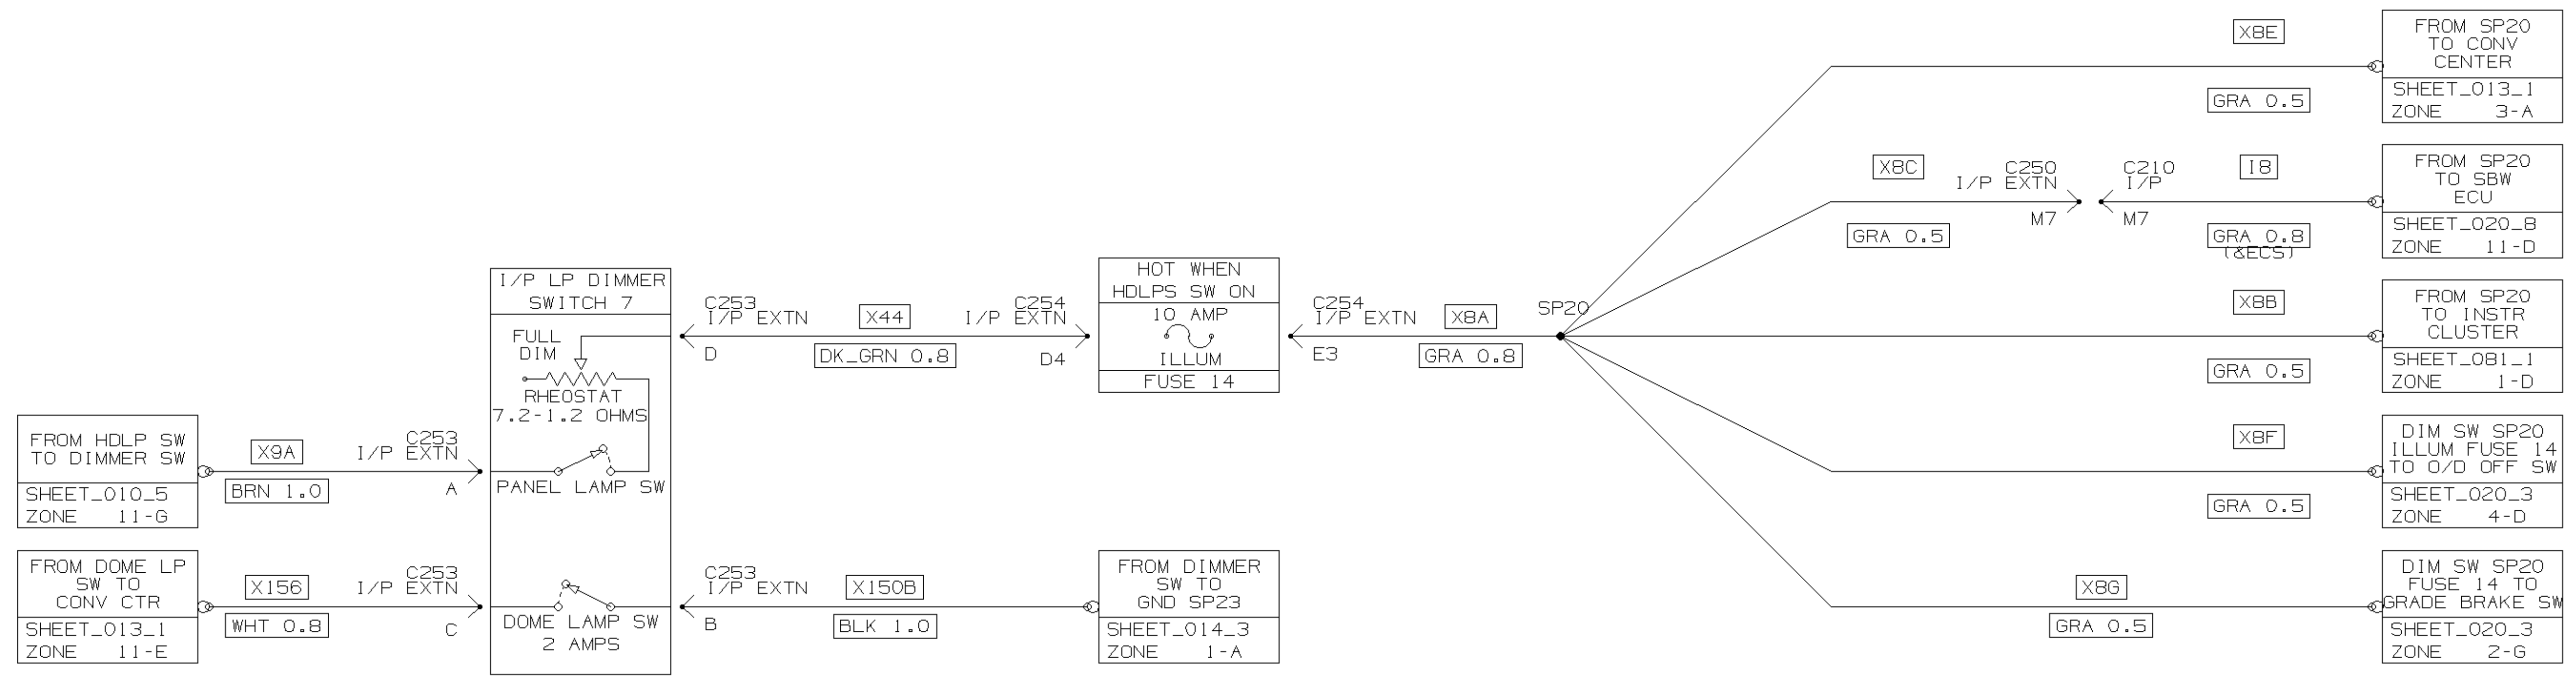 X8E
FROM SP20
TO CONV
CENTER
SHEET_013_1
ZONE 3-A
GRA 0.5
X8C
C250
I/P EXTN
M7
GRA 0.5
C210
I/P
M7
I8
GRA 0.8
(&ECS)
FROM SP20
TO SBW
ECU
SHEET_020_8
ZONE 11-D
I/P LP DIMMER
SWITCH 7
FULL
DIM
RHEOSTAT
7.2-1.2 OHMS
PANEL LAMP SW
DOME LAMP SW
2 AMPS
C253
I/P EXTN
D
X44
DK_GRN 0.8
C254
I/P EXTN
D4
HOT WHEN
HDLPS SW ON
10 AMP
ILLUM
FUSE 14
C254
I/P EXTN
E3
X8A
GRA 0.8
SP20
X8B
GRA 0.5
FROM SP20
TO INSTR
CLUSTER
SHEET_081_1
ZONE 1-D
FROM HDLP SW
TO DIMMER SW
SHEET_010_5
ZONE 11-G
X9A
BRN 1.0
C253
I/P EXTN
A
X8F
GRA 0.5
DIM SW SP20
ILLUM FUSE 14
TO O/D OFF SW
SHEET_020_3
ZONE 4-D
FROM DOME LP
SW TO
CONV CTR
SHEET_013_1
ZONE 11-E
X156
WHT 0.8
C253
I/P EXTN
C
C253
I/P EXTN
B
X150B
BLK 1.0
FROM DIMMER
SW TO
GND SP23
SHEET_014_3
ZONE 1-A
X8G
GRA 0.5
DIM SW SP20
FUSE 14 TO
GRADE BRAKE SW
SHEET_020_3
ZONE 2-G